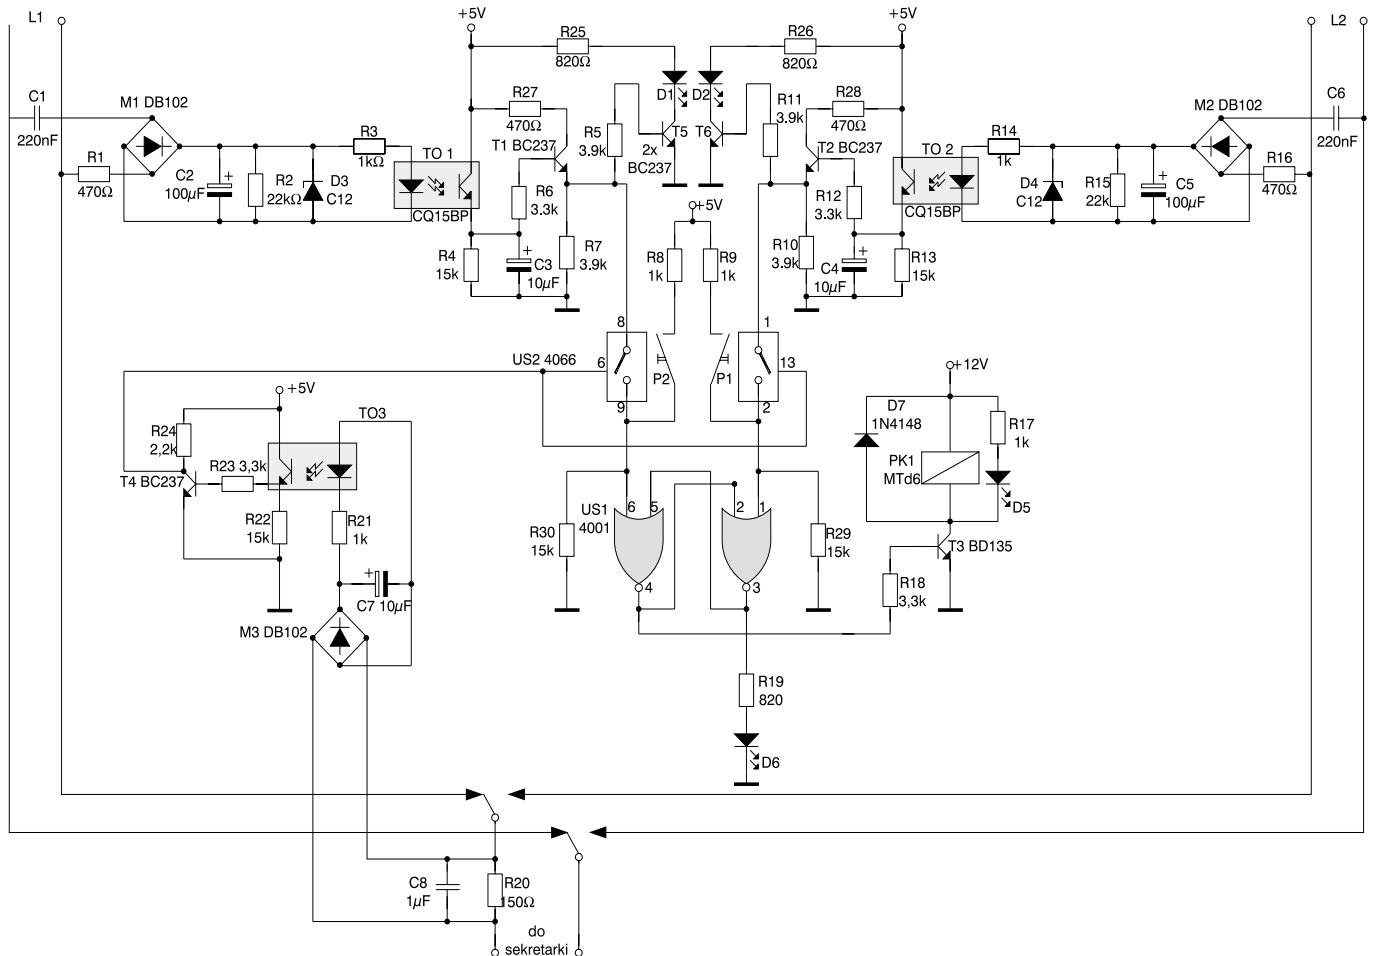 L1
+5V
R25
820Ω
R26
820Ω
+5V
L2
C1
220nF
M1 DB102
R1
470Ω
C2
100µF
+
R2
22kΩ
D3
C12
R3
1kΩ
TO 1
CQ15BP
R27
470Ω
T1 BC237
R5
3.9k
D1
D2
T5
T6
2x
BC237
R11
3.9k
R28
470Ω
T2 BC237
TO 2
CQ15BP
R14
1k
M2 DB102
C6
220nF
R16
470Ω
D4
C12
R15
22k
C5
100µF
+
R6
3.3k
R4
15k
C3
10µF
+
R7
3.9k
+5V
R8
1k
R9
1k
R12
3.3k
R10
3.9k
C4
10µF
+
R13
15k
8
1
US2 4066
6
P2
P1
13
9
2
+5V
TO3
R24
2,2k
R23 3,3k
T4 BC237
R22
15k
R21
1k
+
C7 10µF
M3 DB102
+12V
D7
1N4148
R17
1k
PK1
MTd6
D5
T3 BD135
R18
3,3k
US1
4001
6
5
2
1
R30
15k
R29
15k
4
3
R19
820
D6
C8
1µF
R20
150Ω
do
sekretarki